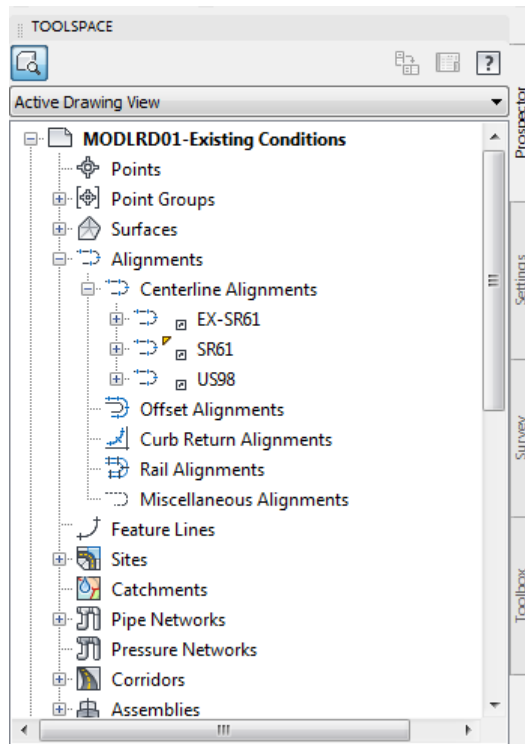 TOOLSPACE
?
Active Drawing View
MODLRD01-Existing Conditions
Points
Point Groups
Surfaces
Alignments
Centerline Alignments
EX-SR61
SR61
US98
Offset Alignments
Curb Return Alignments
Rail Alignments
Miscellaneous Alignments
Feature Lines
Sites
Catchments
Pipe Networks
Pressure Networks
Corridors
Assemblies
Prospector
Settings
Survey
Toolbox